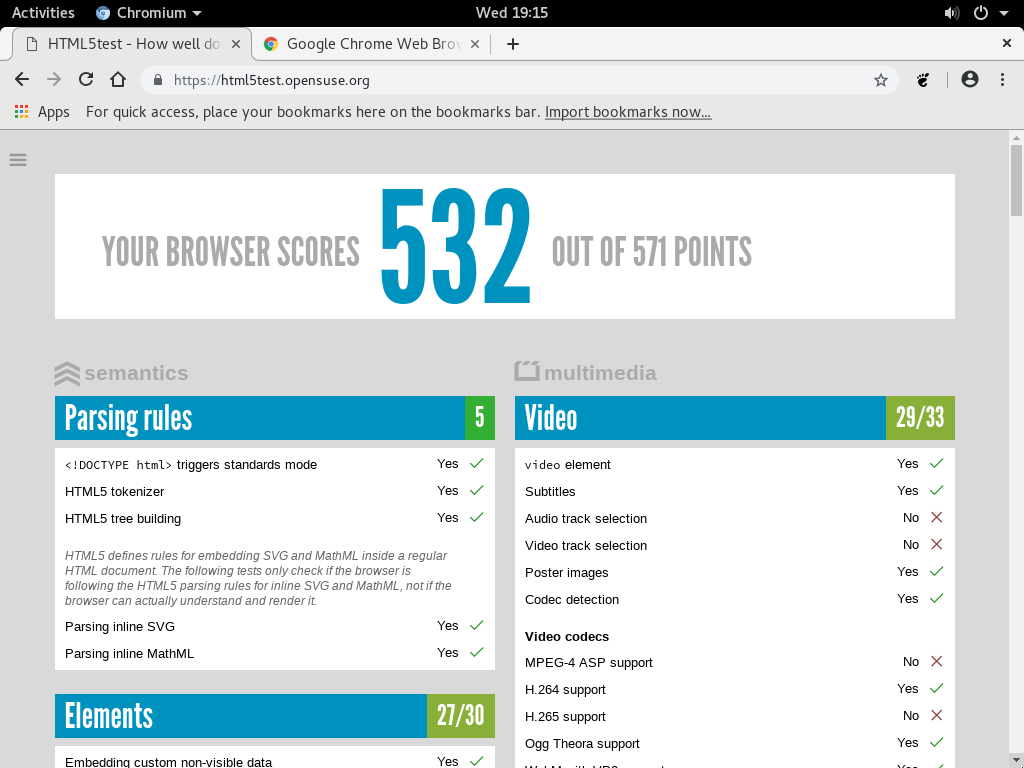 Activities Chromium Wed 19:15
HTML5test - How well do Google Chrome Web Brow
https://html5test.opensuse.org
Apps For quick access, place your bookmarks here on the bookmarks bar. Import bookmarks now...
YOUR BROWSER SCORES 532 OUT OF 571 POINTS
semantics
Parsing rules 5
<!DOCTYPE html> triggers standards mode Yes
HTML5 tokenizer Yes
HTML5 tree building Yes
HTML5 defines rules for embedding SVG and MathML inside a regular
HTML document. The following tests only check if the browser is
following the HTML5 parsing rules for inline SVG and MathML, not if the
browser can actually understand and render it.
Parsing inline SVG Yes
Parsing inline MathML Yes
Elements 27/30
Embedding custom non-visible data Yes
multimedia
Video 29/33
video element Yes
Subtitles Yes
Audio track selection No
Video track selection No
Poster images Yes
Codec detection Yes
Video codecs
MPEG-4 ASP support No
H.264 support Yes
H.265 support No
Ogg Theora support Yes